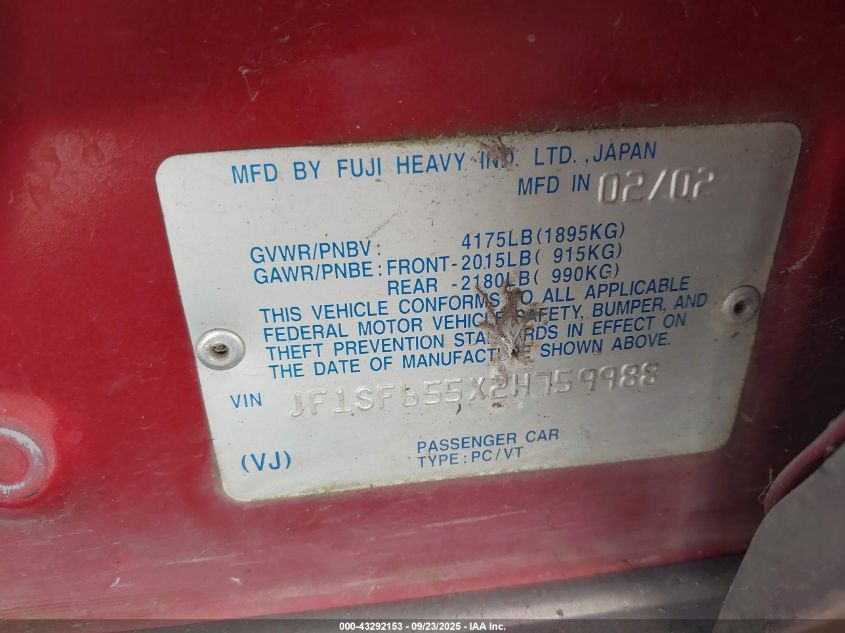 MFD BY FUJI HEAVY IND. LTD., JAPAN
MFD IN 02/02
GVWR/PNBV: 4175LB(1895KG)
GAWR/PNBE: FRONT-2015LB( 915KG)
REAR -2180LB( 990KG)
THIS VEHICLE CONFORMS TO ALL APPLICABLE
FEDERAL MOTOR VEHICLE SAFETY, BUMPER, AND
THEFT PREVENTION STANDARDS IN EFFECT ON
THE DATE OF MANUFACTURE SHOWN ABOVE.
VIN JF1SF655X2H759988
(VJ)
PASSENGER CAR
TYPE:PC/VT
000-43292153 - 09/23/2025 - IAA Inc.